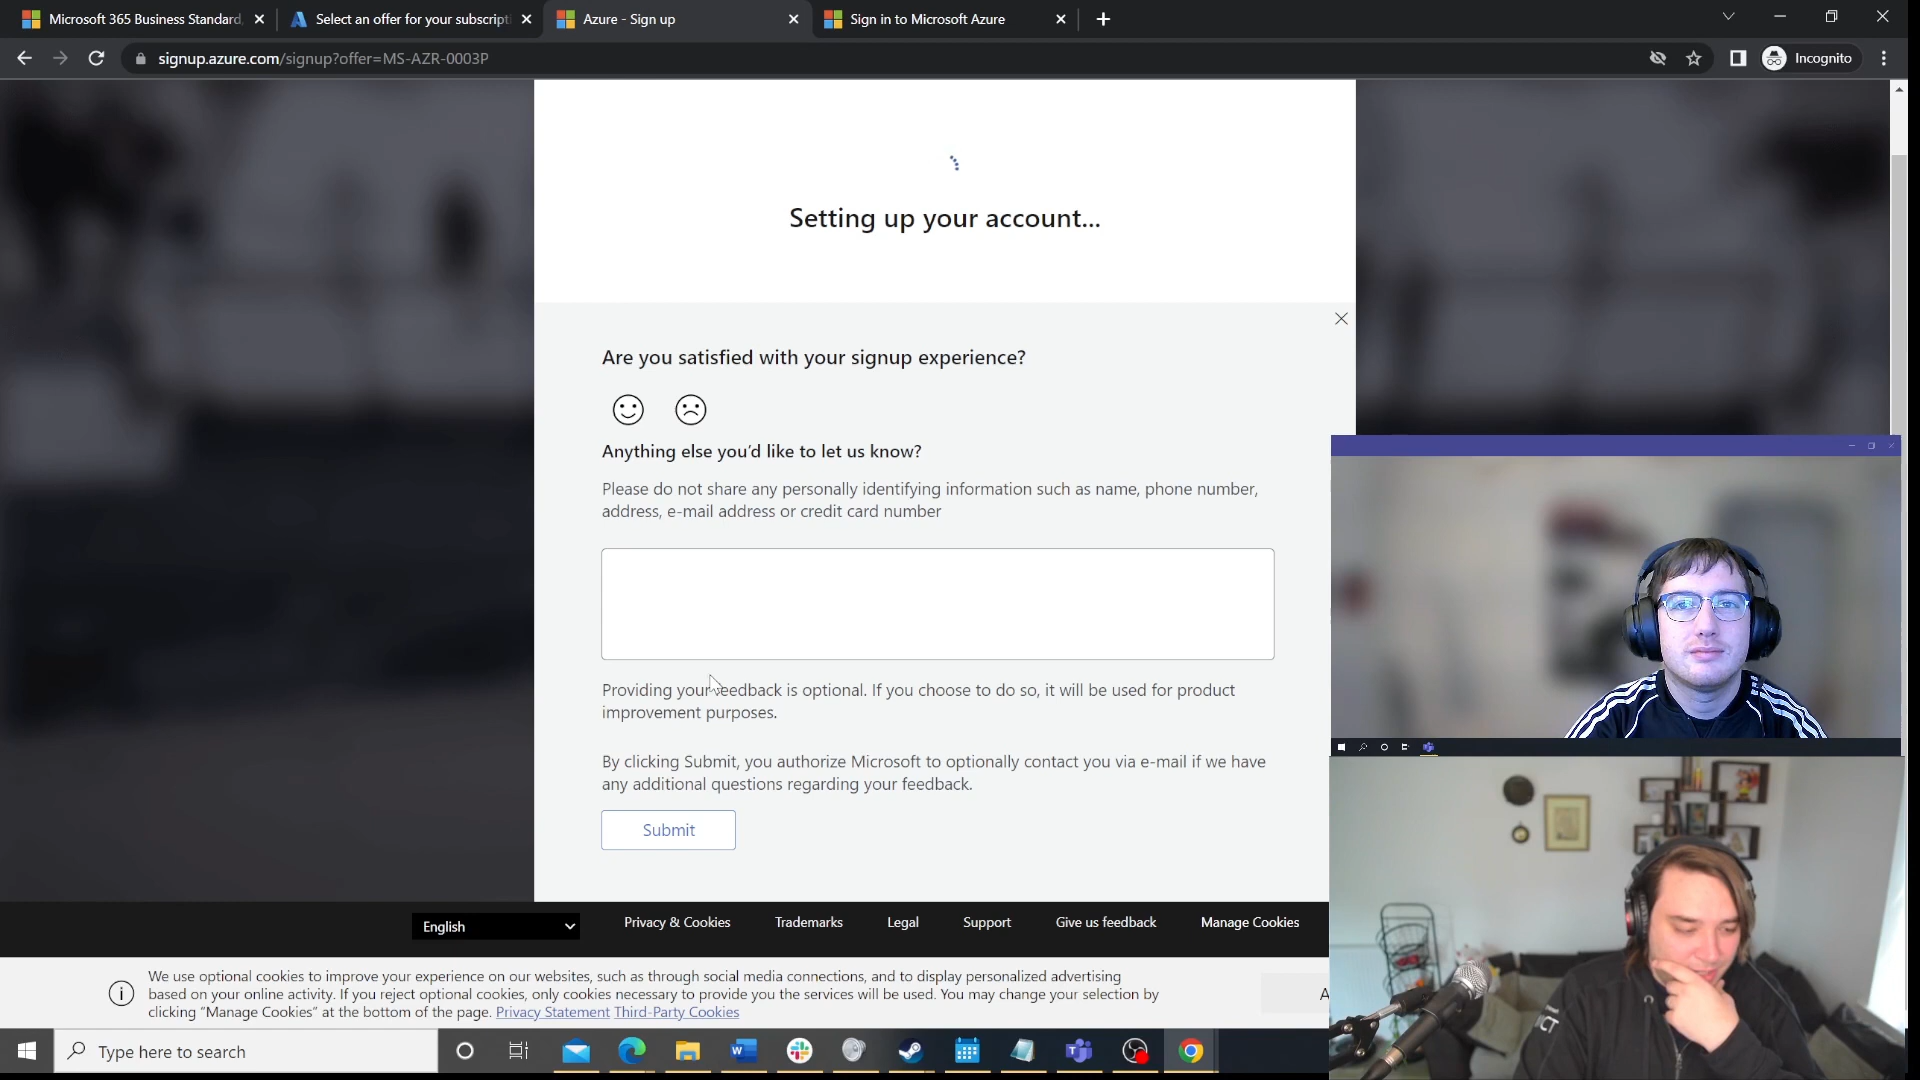 Microsoft 365 Business Standard,
Select an offer for your subscripti
Azure - Sign up
Sign in to Microsoft Azure
signup.azure.com/signup?offer=MS-AZR-0003P
Incognito
Setting up your account...
Are you satisfied with your signup experience?
Anything else you'd like to let us know?
Please do not share any personally identifying information such as name, phone number,
address, e-mail address or credit card number
Providing your feedback is optional. If you choose to do so, it will be used for product
improvement purposes.
By clicking Submit, you authorize Microsoft to optionally contact you via e-mail if we have
any additional questions regarding your feedback.
Submit
English
Privacy & Cookies
Trademarks
Legal
Support
Give us feedback
Manage Cookies
We use optional cookies to improve your experience on our websites, such as through social media connections, and to display personalized advertising
based on your online activity. If you reject optional cookies, only cookies necessary to provide you the services will be used. You may change your selection by
clicking "Manage Cookies" at the bottom of the page. Privacy Statement Third-Party Cookies
A
Type here to search